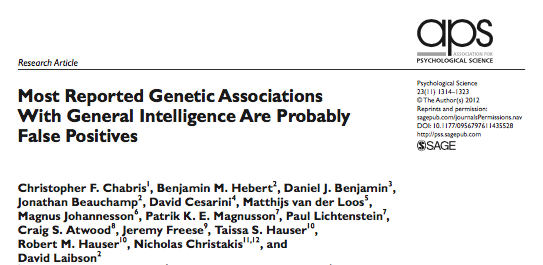 aps
ASSOCIATION FOR
PSYCHOLOGICAL SCIENCE
Research Article
Most Reported Genetic Associations
With General Intelligence Are Probably
False Positives
Psychological Science
23(11) 1314–1323
© The Author(s) 2012
Reprints and permission:
sagepub.com/journalsPermissions.nav
DOI: 10.1177/0956797611435528
http://pss.sagepub.com
SAGE
Christopher F. Chabris1, Benjamin M. Hebert2, Daniel J. Benjamin3,
Jonathan Beauchamp2, David Cesarini4, Matthijs van der Loos5,
Magnus Johannesson6, Patrik K. E. Magnusson7, Paul Lichtenstein7,
Craig S. Atwood8, Jeremy Freese9, Taissa S. Hauser10,
Robert M. Hauser10, Nicholas Christakis11,12, and
David Laibson2